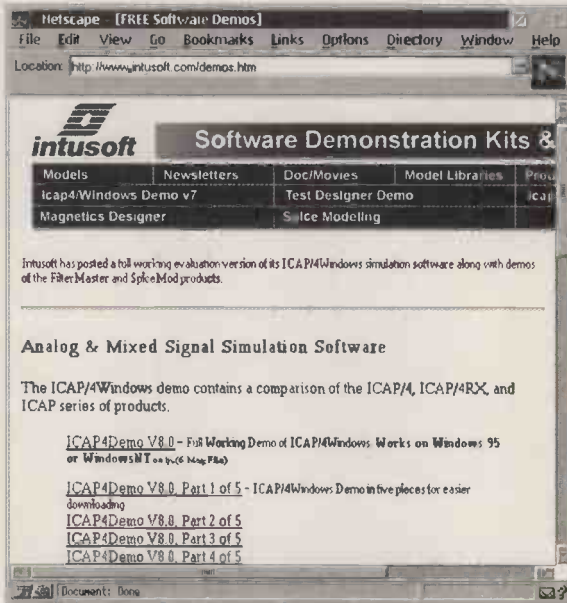 Netscape - [FREE Software Demos]
File Edit View Go Bookmarks Links Options Directory Window Help
Location: http://www.intusoft.com/demos.htm
intusoft
Software Demonstration Kits &
Models Newsletters Doc/Movies Model Libraries
Icap4/Windows Demo v7 Test Designer Demo
Magnetics Designer Spice Modeling
Intusoft has posted a full working evaluation version of its ICAP/4Windows simulation software along with demos
of the FilterMaster and SpiceMod products.
Analog & Mixed Signal Simulation Software
The ICAP/4Windows demo contains a comparison of the ICAP/4, ICAP/4RX, and
ICAP series of products.
ICAP4Demo V8.0 - Full Working Demo of ICAP/4Windows. Works on Windows 95
or WindowsNT only.(6 Meg File)
ICAP4Demo V8.0, Part 1 of 5 - ICAP/4Windows Demo in five pieces for easier
downloading
ICAP4Demo V8.0, Part 2 of 5
ICAP4Demo V8.0, Part 3 of 5
ICAP4Demo V8.0, Part 4 of 5
Document: Done